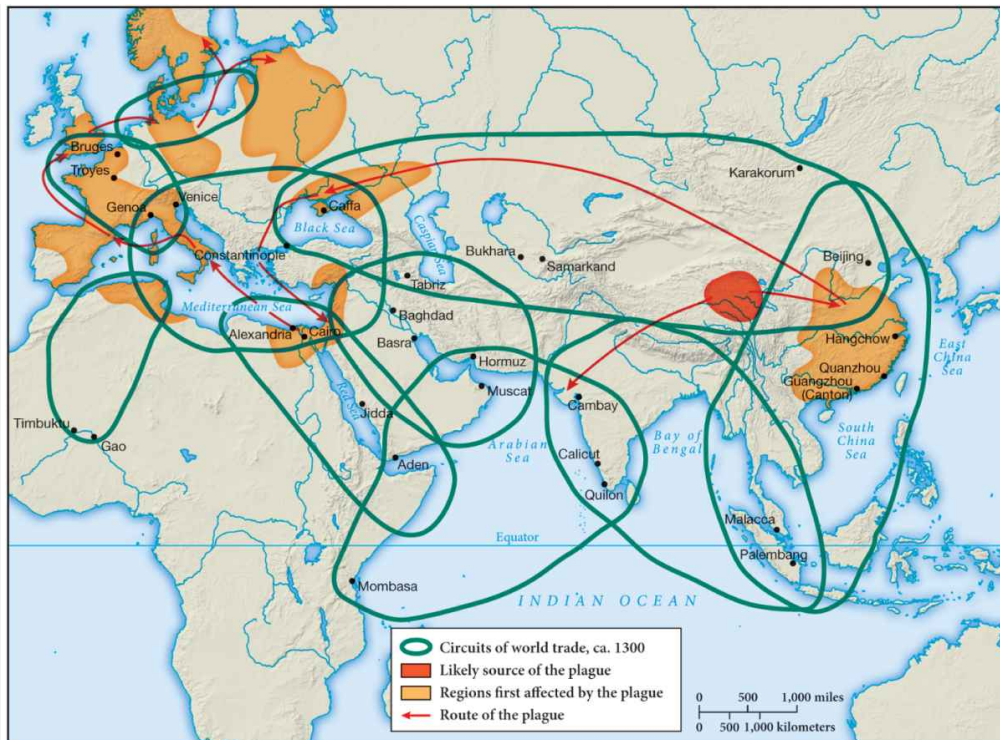 Bruges
Troyes
Genoa
Venice
Caffa
Black Sea
Constantinople
Caspian Sea
Karakorum
Bukhara
Samarkand
Beijing
Tabriz
Mediterranean Sea
Alexandria
Cairo
Baghdad
Basra
Hangchow
East
China
Sea
Hormuz
Quanzhou
Guangzhou
(Canton)
Muscat
Red Sea
Jidda
Cambay
Timbuktu
Gao
Arabian
Sea
Bay of
Bengal
South
China
Sea
Aden
Calicut
Quilon
Malacca
Equator
Palembang
Mombasa
INDIAN OCEAN
Circuits of world trade, ca. 1300
Likely source of the plague
Regions first affected by the plague
Route of the plague
0 500 1,000 miles
0 500 1,000 kilometers